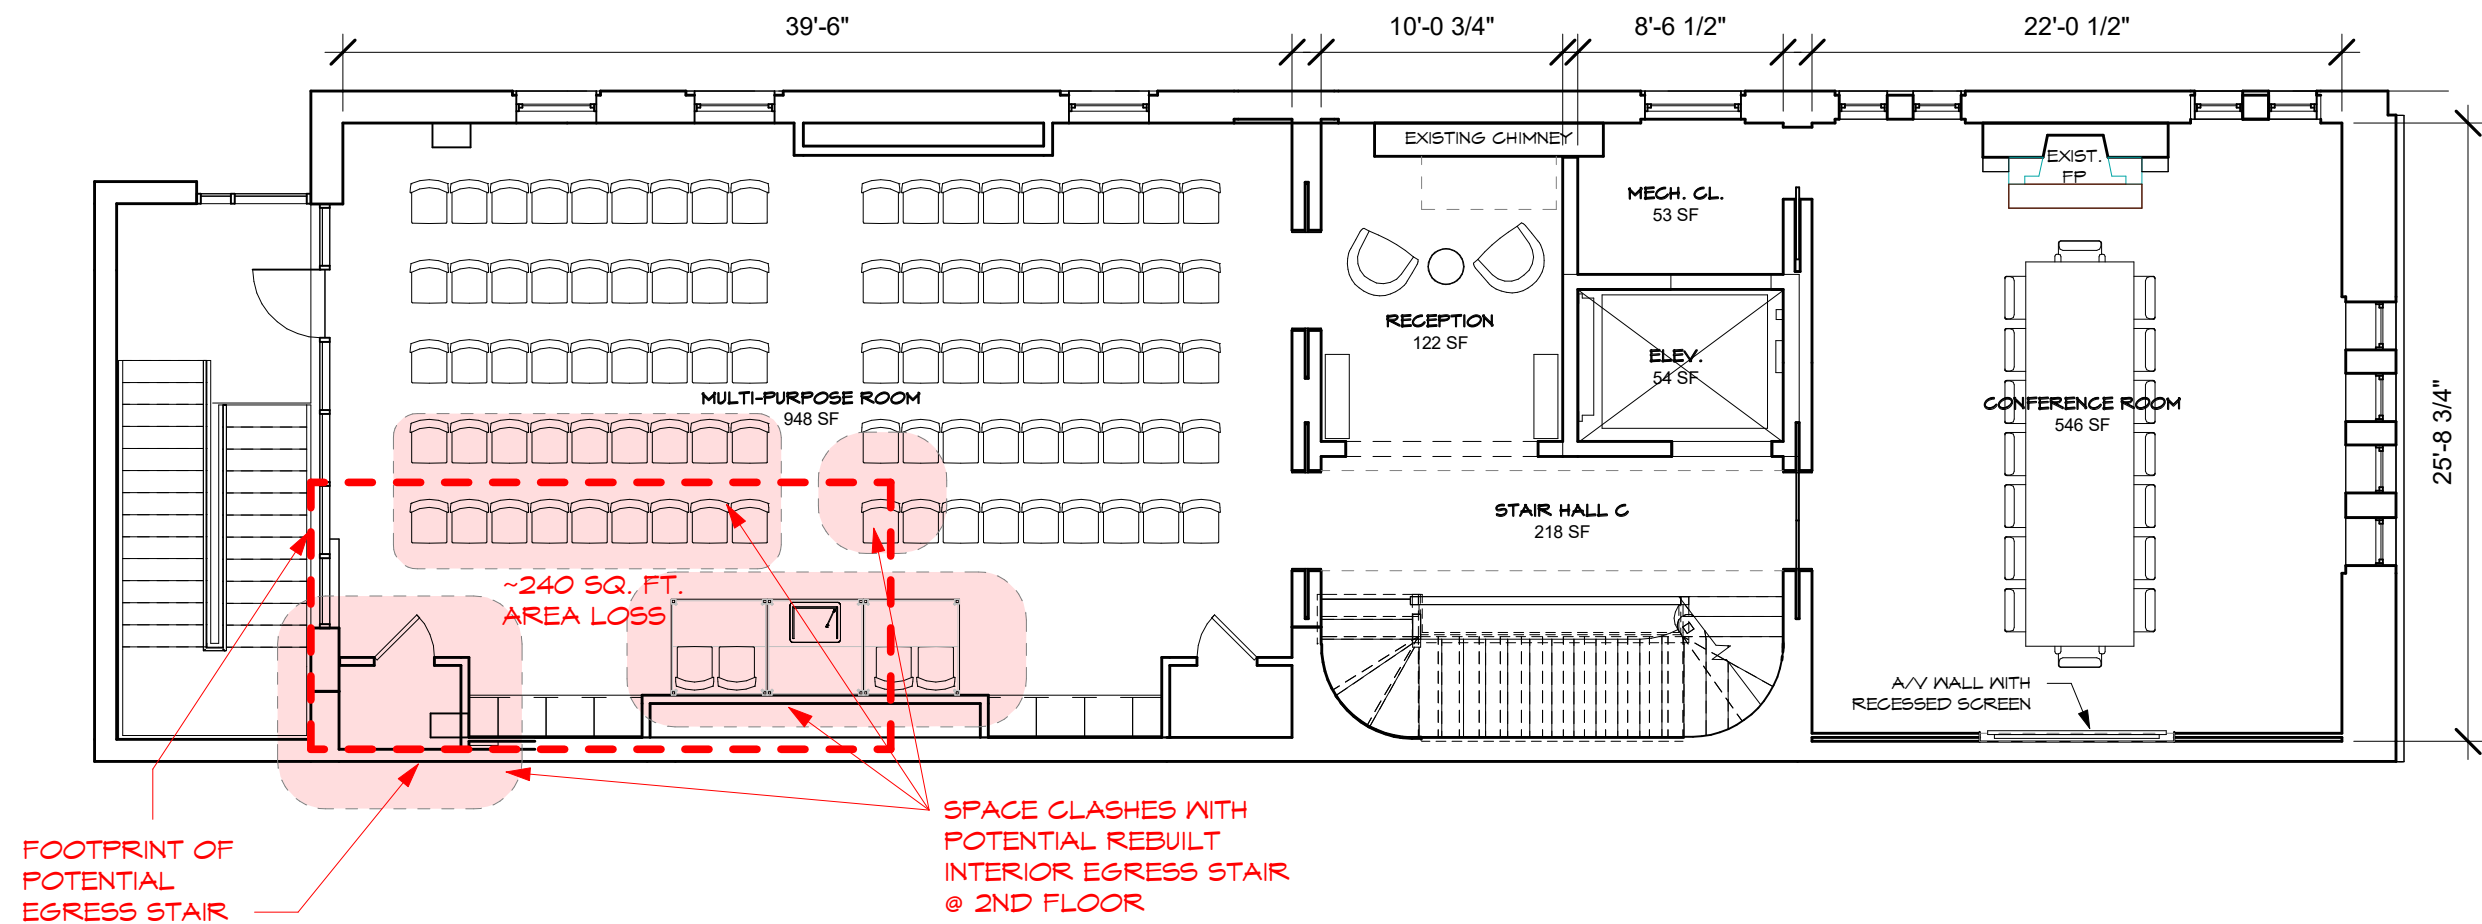 39'-6"
10'-0 3/4"
8'-6 1/2"
22'-0 1/2"
EXISTING CHIMNEY
EXIST.
FP
MECH. CL.
53 SF
RECEPTION
122 SF
ELEV.
54 SF
MULTI-PURPOSE ROOM
948 SF
CONFERENCE ROOM
546 SF
25'-8 3/4"
STAIR HALL C
218 SF
~240 SQ. FT.
AREA LOSS
A/V WALL WITH
RECESSED SCREEN
FOOTPRINT OF
POTENTIAL
EGRESS STAIR
SPACE CLASHES WITH
POTENTIAL REBUILT
INTERIOR EGRESS STAIR
@ 2ND FLOOR